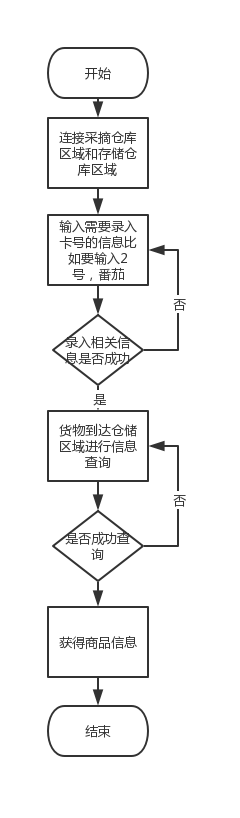 开始
连接采摘仓库
区域和存储仓
库区域
输入需要录入
卡号的信息比
如要输入2
号，番茄
否
录入相关信
息是否成功
是
货物到达仓储
区域进行信息
查询
否
是否成功查
询
获得商品信息
结束